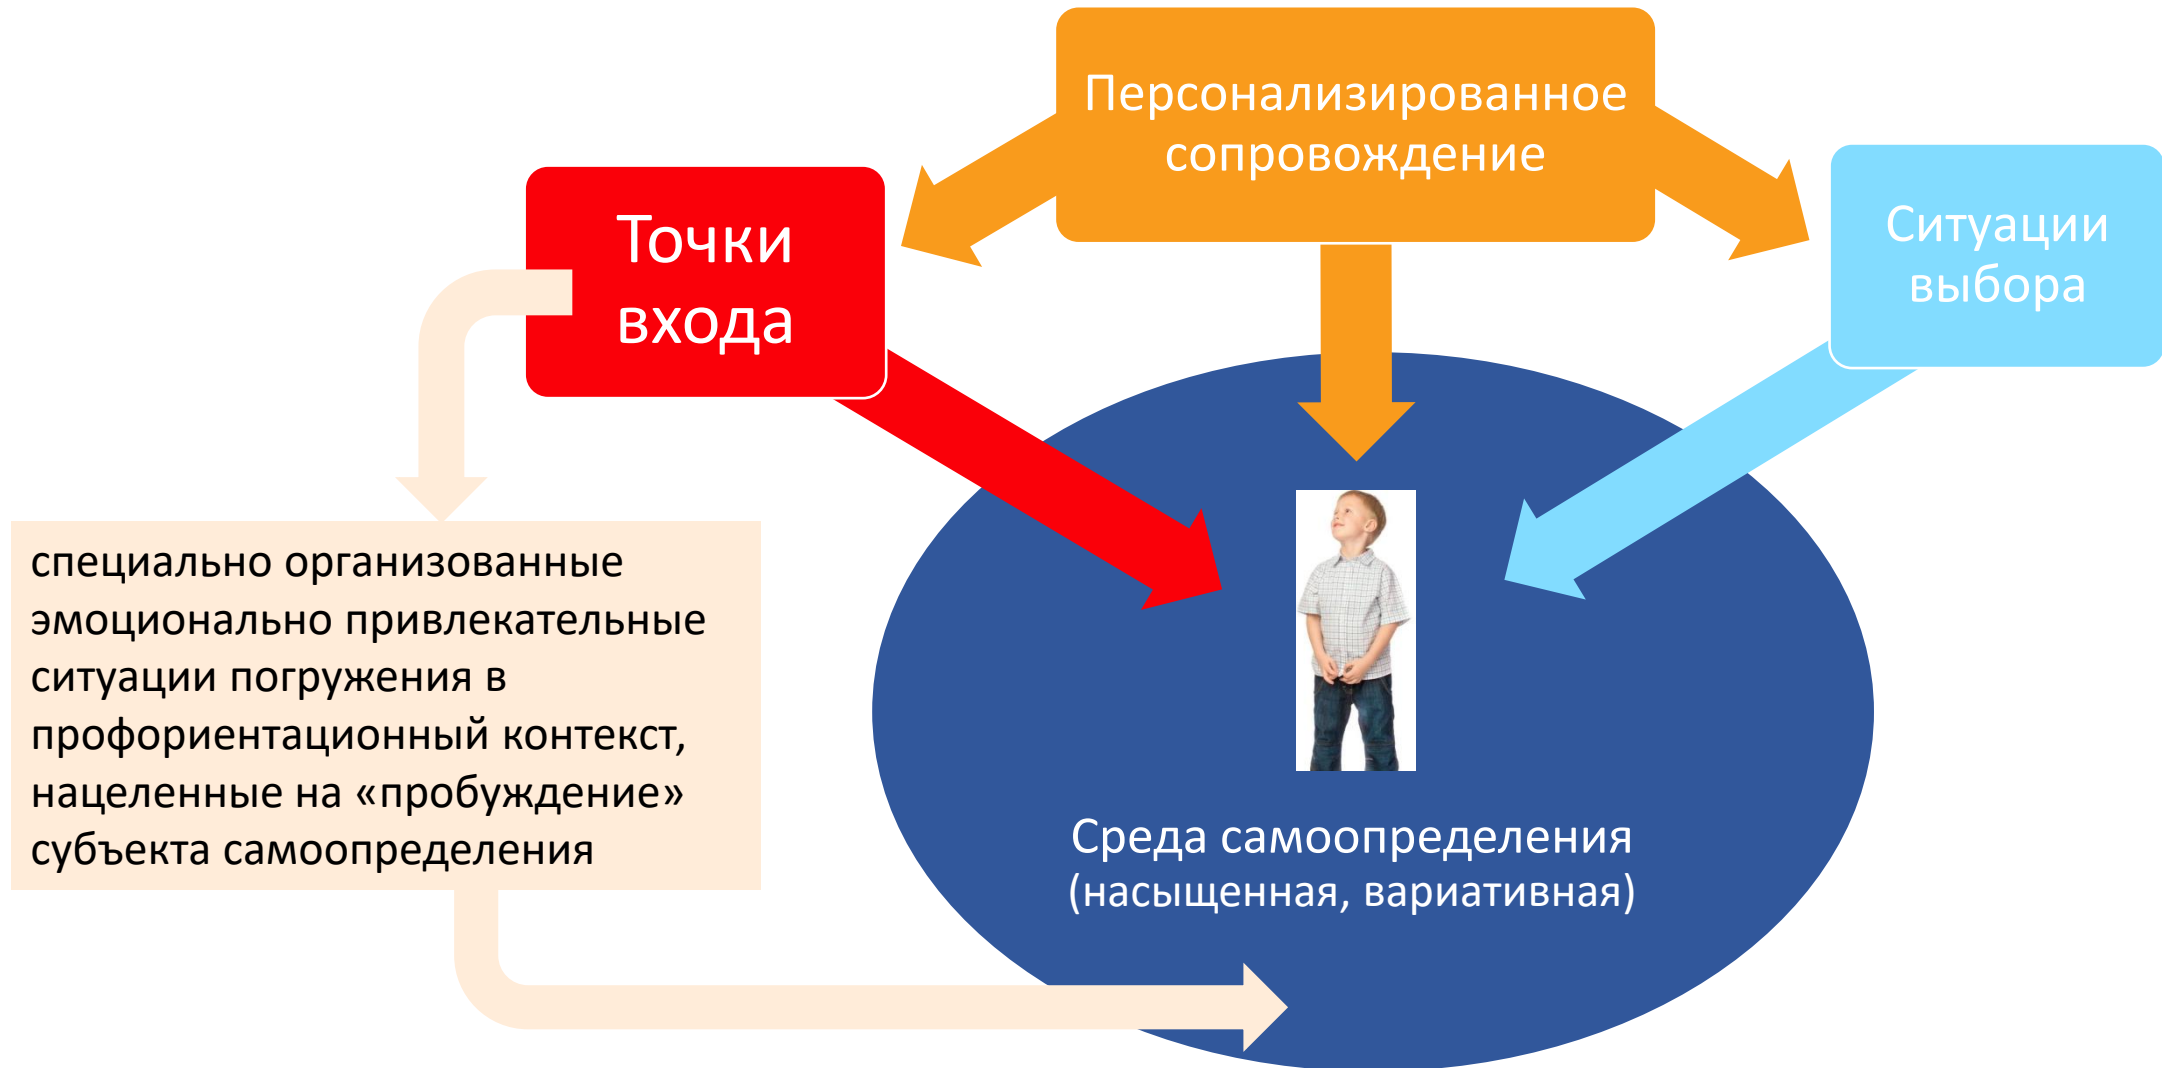 Персонализированное
сопровождение
Точки
входа
Ситуации
выбора
специально организованные
эмоционально привлекательные
ситуации погружения в
профориентационный контекст,
нацеленные на «пробуждение»
субъекта самоопределения
Среда самоопределения
(насыщенная, вариативная)